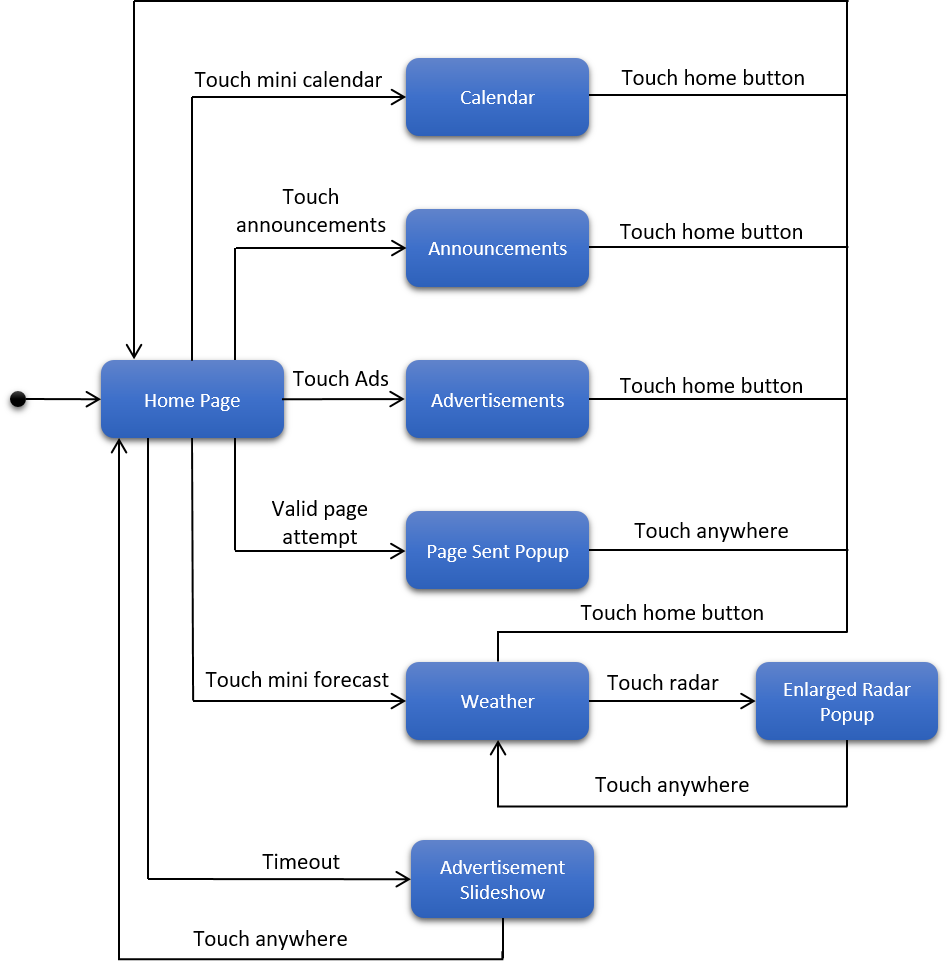 Touch mini calendar
Calendar
Touch home button
Touch
announcements
Announcements
Touch home button
Home Page
Touch Ads
Advertisements
Touch home button
Valid page
attempt
Page Sent Popup
Touch anywhere
Touch home button
Touch mini forecast
Weather
Touch radar
Enlarged Radar
Popup
Touch anywhere
Timeout
Advertisement
Slideshow
Touch anywhere